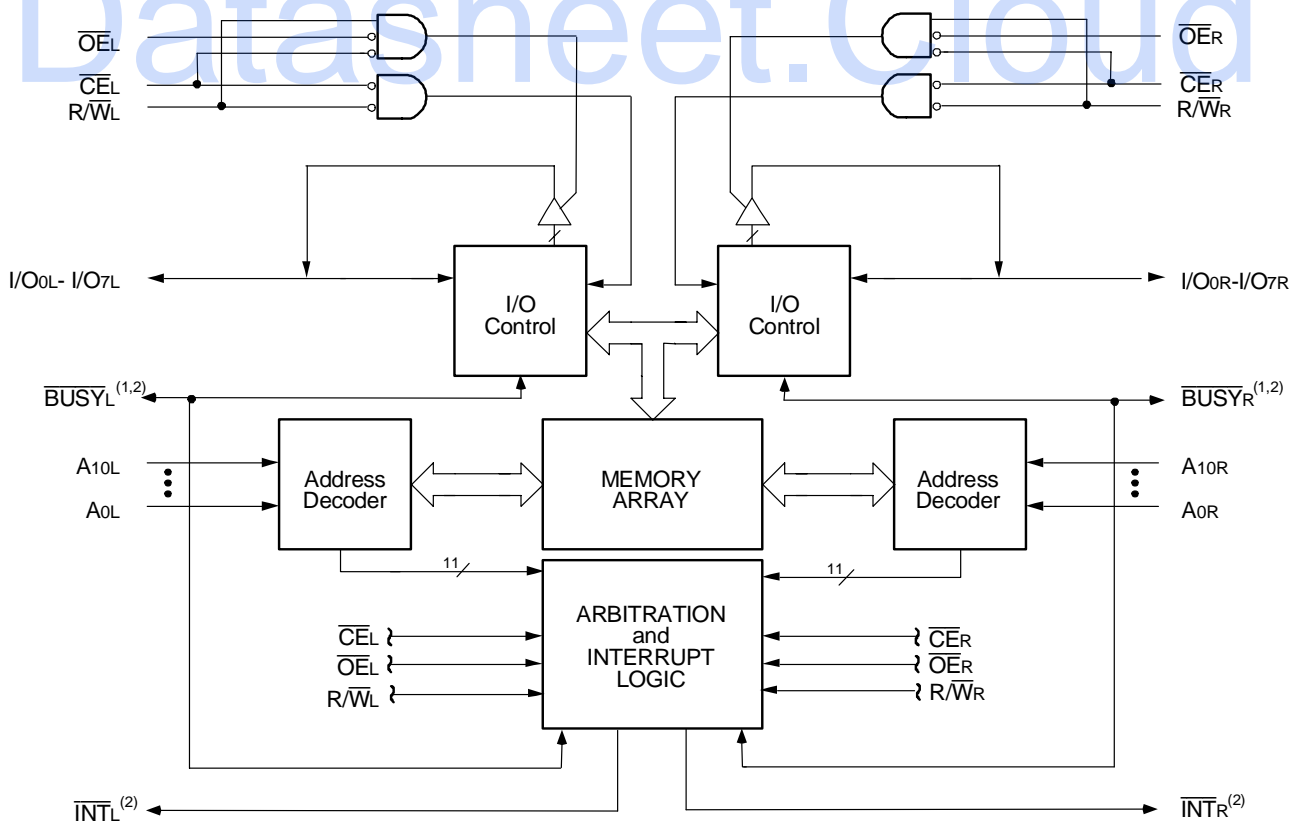 Datasheet.Cloud
OEL
OER
CEL
CER
R/WL
R/WR
I/O0L- I/O7L
I/O0R-I/O7R
I/O
Control
I/O
Control
BUSYL(1,2)
BUSYR(1,2)
A10L
A0L
Address
Decoder
MEMORY
ARRAY
Address
Decoder
A10R
A0R
11
11
ARBITRATION
and
INTERRUPT
LOGIC
CEL
OEL
R/WL
CER
OER
R/WR
INTL(2)
INTR(2)